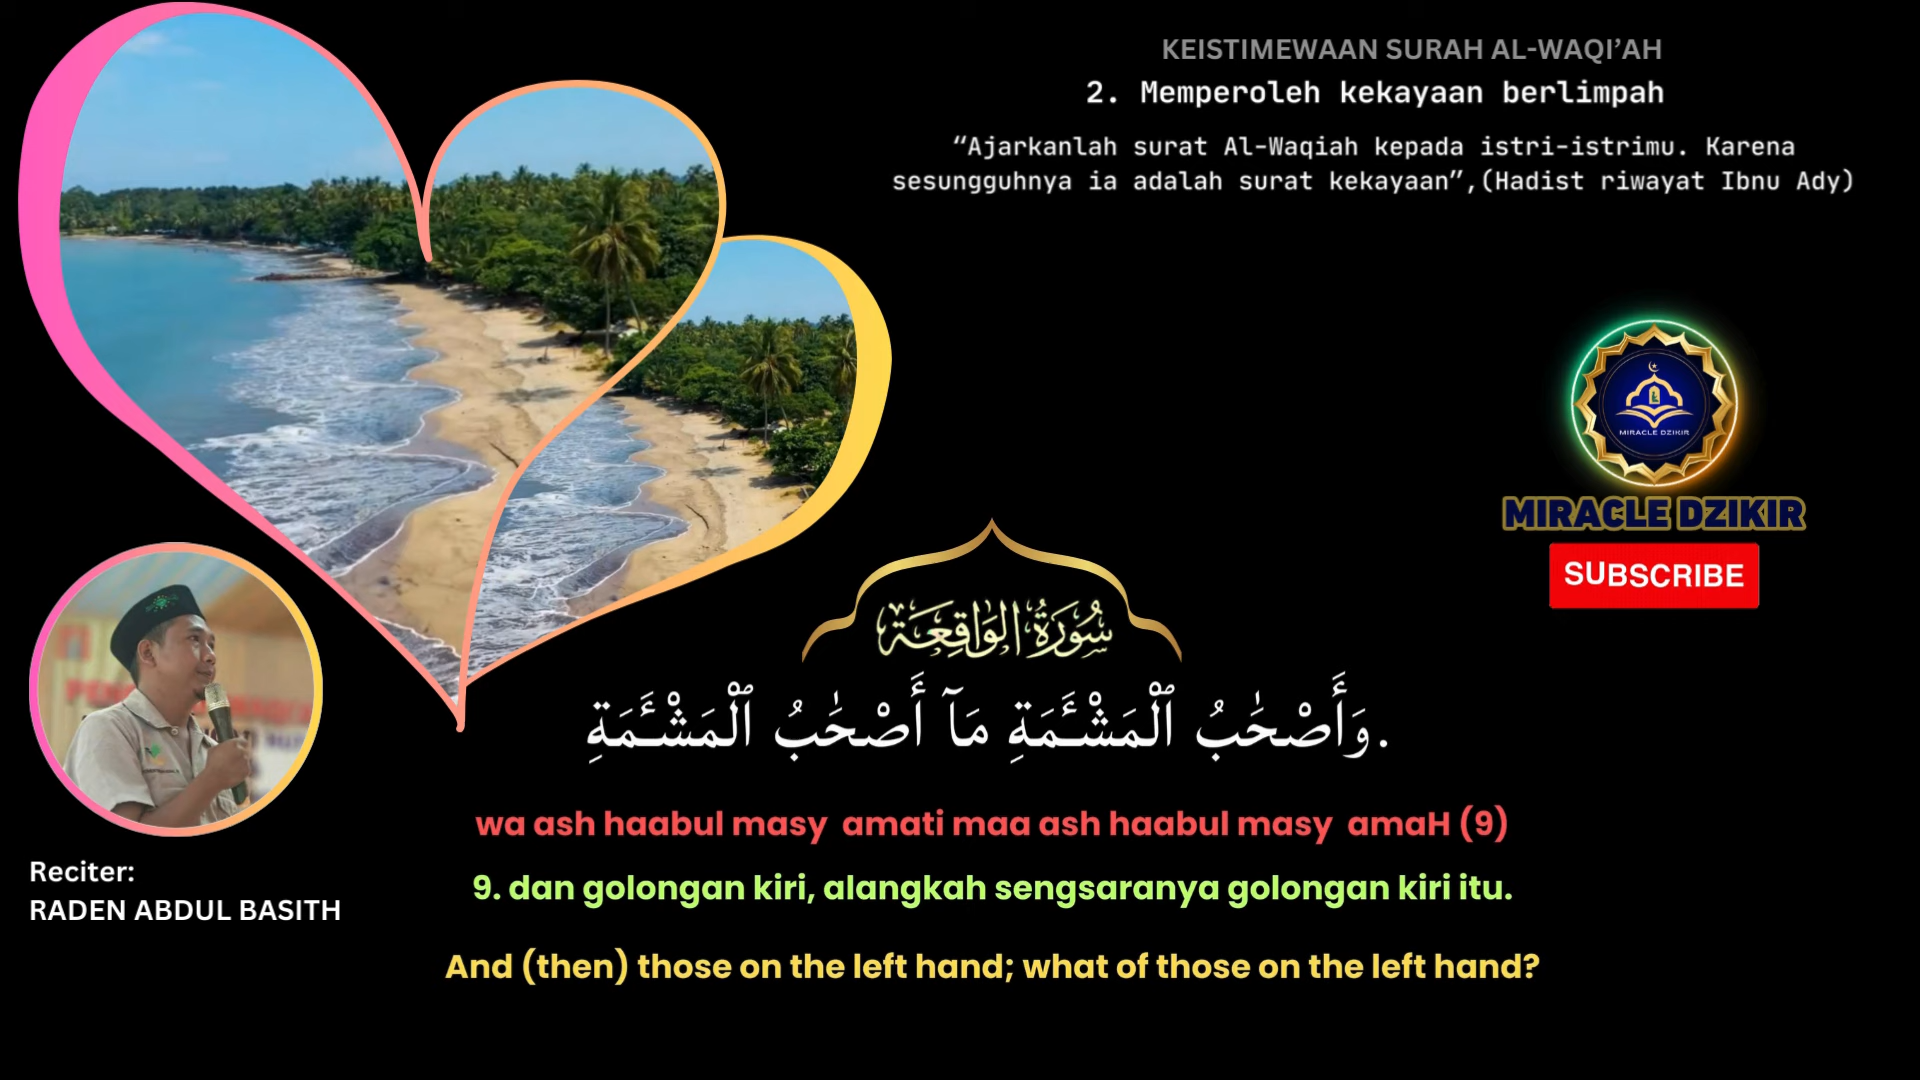 KEISTIMEWAAN SURAH AL-WAQI’AH
2. Memperoleh kekayaan berlimpah
“Ajarkanlah surat Al-Waqiah kepada istri-istrimu. Karena
sesungguhnya ia adalah surat kekayaan”,(Hadist riwayat Ibnu Ady)
MIRACLE DZIKIR
MIRACLE DZIKIR
SUBSCRIBE
سُورَةُ الوَاقِعَة
وَأَصْحَٰبُ ٱلْمَشْـَٔمَةِ مَآ أَصْحَٰبُ ٱلْمَشْـَٔمَةِ.
wa ash haabul masy  amati maa ash haabul masy  amaH (9)
9. dan golongan kiri, alangkah sengsaranya golongan kiri itu.
And (then) those on the left hand; what of those on the left hand?
Reciter:
RADEN ABDUL BASITH